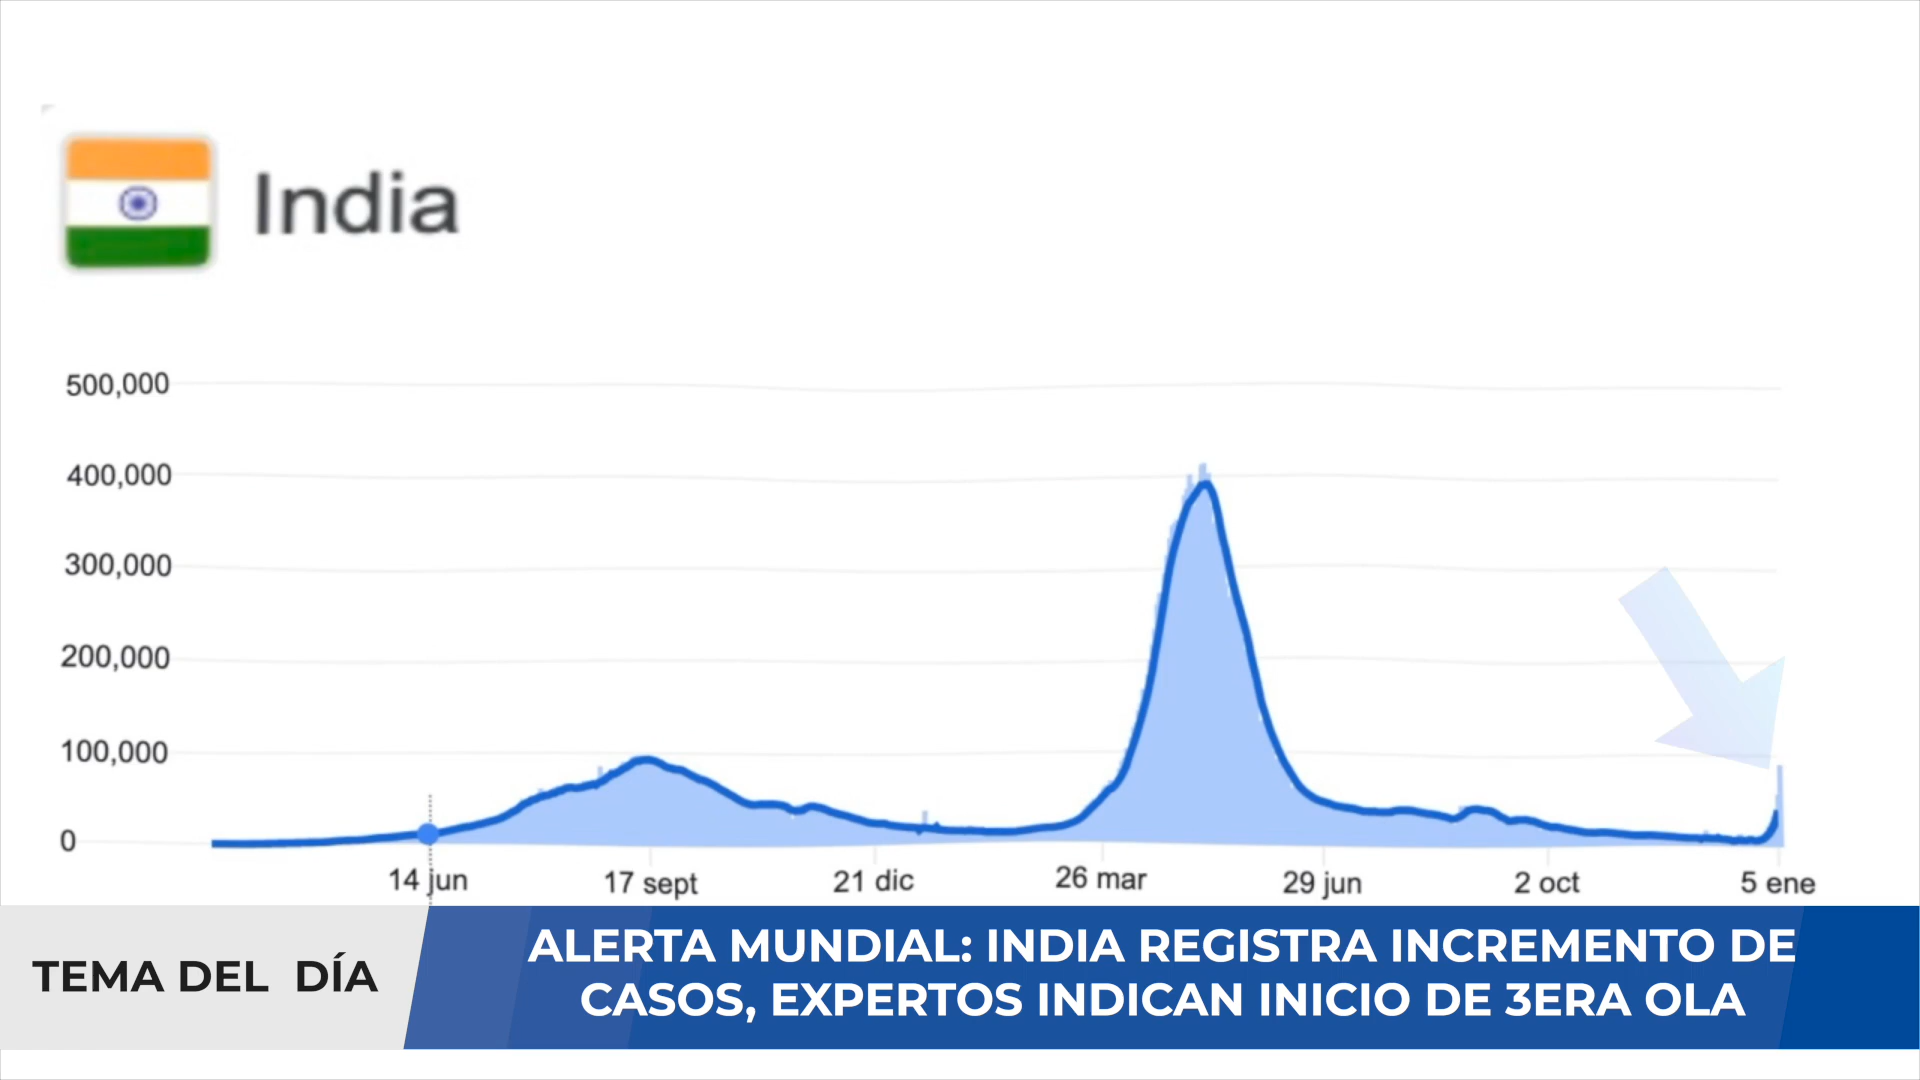 India
500,000
400,000
300,000
200,000
100,000
0
14 jun
17 sept
21 dic
26 mar
29 jun
2 oct
5 ene
TEMA DEL DÍA
ALERTA MUNDIAL: INDIA REGISTRA INCREMENTO DE
CASOS, EXPERTOS INDICAN INICIO DE 3ERA OLA